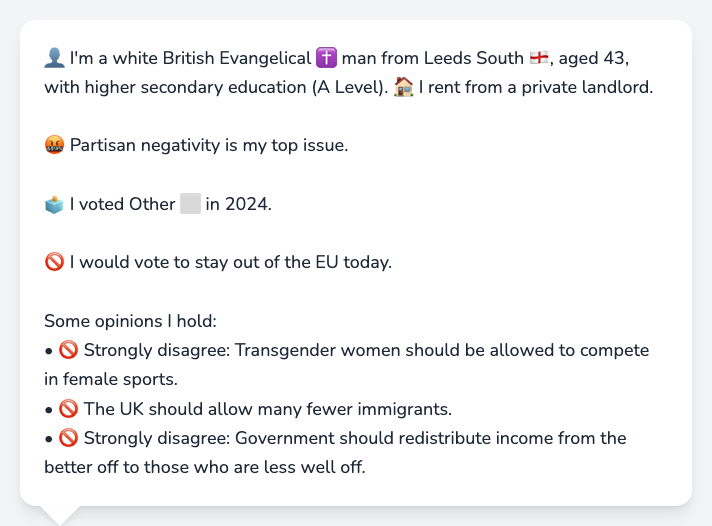 👤 I'm a white British Evangelical ✝️ man from Leeds South 🏴󠁧󠁢󠁥󠁮󠁧󠁿, aged 43,
with higher secondary education (A Level). 🏠 I rent from a private landlord.
🤬 Partisan negativity is my top issue.
🗳️ I voted Other ⬜ in 2024.
🚫 I would vote to stay out of the EU today.
Some opinions I hold:
• 🚫 Strongly disagree: Transgender women should be allowed to compete
in female sports.
• 🚫 The UK should allow many fewer immigrants.
• 🚫 Strongly disagree: Government should redistribute income from the
better off to those who are less well off.